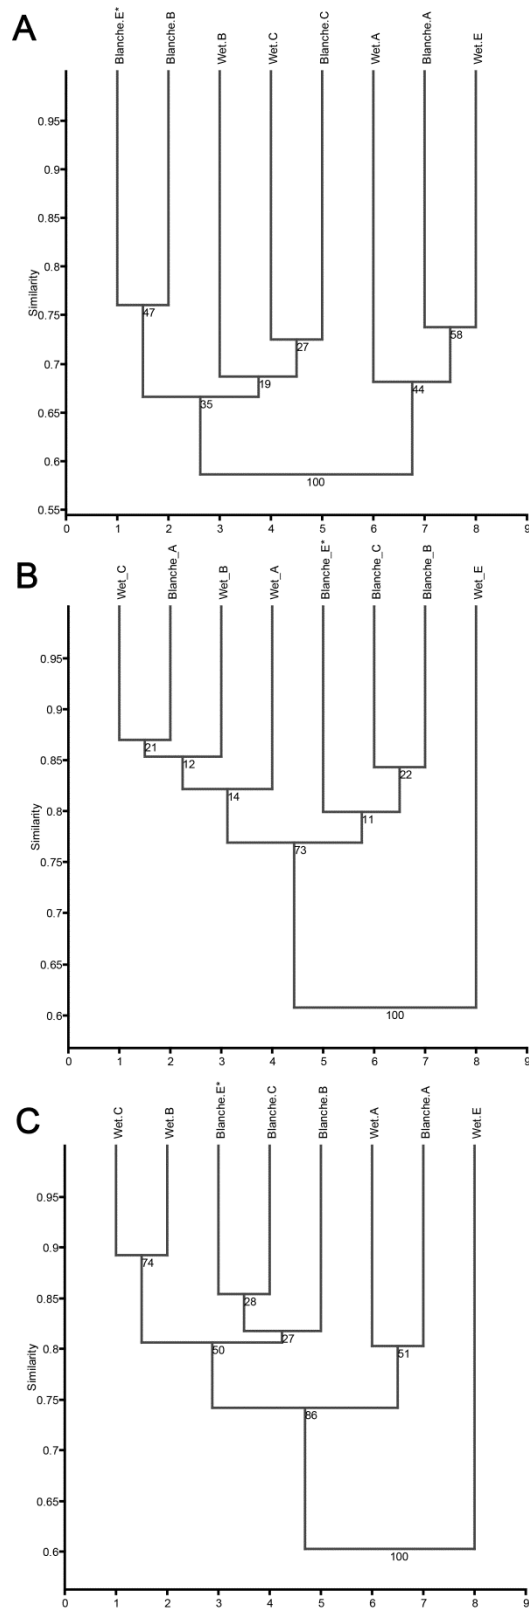 A
Blanche.E*
Blanche.B
Wet.B
Wet.C
Blanche.C
Wet.A
Blanche.A
Wet.E
Similarity
0.95
0.9
0.85
0.8
0.75
0.7
0.65
0.6
0.55
47
58
27
19
44
35
100
0 1 2 3 4 5 6 7 8 9
B
Wet_C
Blanche_A
Wet_B
Wet_A
Blanche_E*
Blanche_C
Blanche_B
Wet_E
Similarity
0.95
0.9
0.85
0.8
0.75
0.7
0.65
0.6
21
12
22
14
11
73
100
0 1 2 3 4 5 6 7 8 9
C
Wet.C
Wet.B
Blanche.E*
Blanche.C
Blanche.B
Wet.A
Blanche.A
Wet.E
Similarity
0.95
0.9
0.85
0.8
0.75
0.7
0.65
0.6
74
28
27
50
51
86
100
0 1 2 3 4 5 6 7 8 9